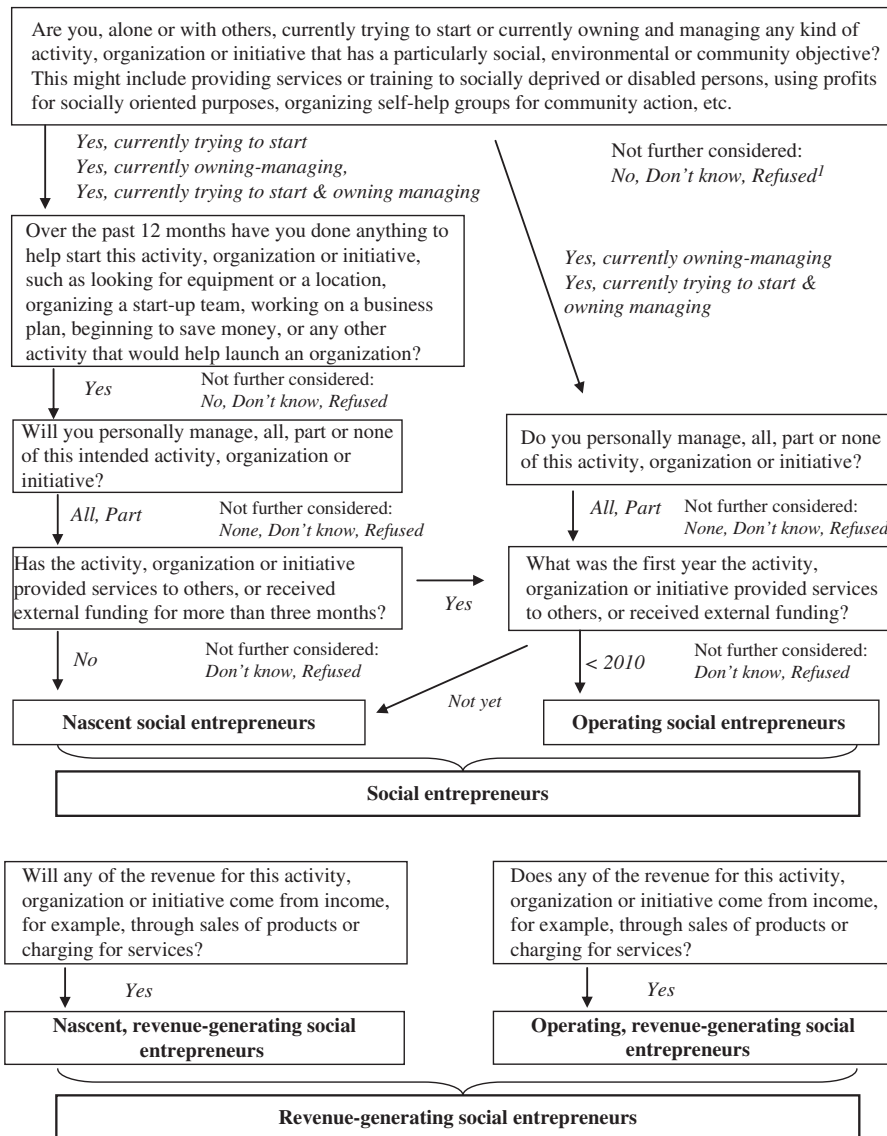 Are you, alone or with others, currently trying to start or currently owning and managing any kind of
activity, organization or initiative that has a particularly social, environmental or community objective?
This might include providing services or training to socially deprived or disabled persons, using profits
for socially oriented purposes, organizing self-help groups for community action, etc.
Yes, currently trying to start
Yes, currently owning-managing,
Yes, currently trying to start & owning managing
Not further considered:
No, Don't know, Refused1
Over the past 12 months have you done anything to
help start this activity, organization or initiative,
such as looking for equipment or a location,
organizing a start-up team, working on a business
plan, beginning to save money, or any other
activity that would help launch an organization?
Yes, currently owning-managing
Yes, currently trying to start &
owning managing
Yes
Not further considered:
No, Don't know, Refused
Will you personally manage, all, part or none
of this intended activity, organization or
initiative?
Do you personally manage, all, part or none
of this activity, organization or initiative?
All, Part
Not further considered:
None, Don't know, Refused
All, Part
Not further considered:
None, Don't know, Refused
Has the activity, organization or initiative
provided services to others, or received
external funding for more than three months?
Yes
What was the first year the activity,
organization or initiative provided services
to others, or received external funding?
No
Not further considered:
Don't know, Refused
Not yet
< 2010
Not further considered:
Don't know, Refused
Nascent social entrepreneurs
Operating social entrepreneurs
Social entrepreneurs
Will any of the revenue for this activity,
organization or initiative come from income,
for example, through sales of products or
charging for services?
Does any of the revenue for this activity,
organization or initiative come from income,
for example, through sales of products or
charging for services?
Yes
Yes
Nascent, revenue-generating social
entrepreneurs
Operating, revenue-generating social
entrepreneurs
Revenue-generating social entrepreneurs